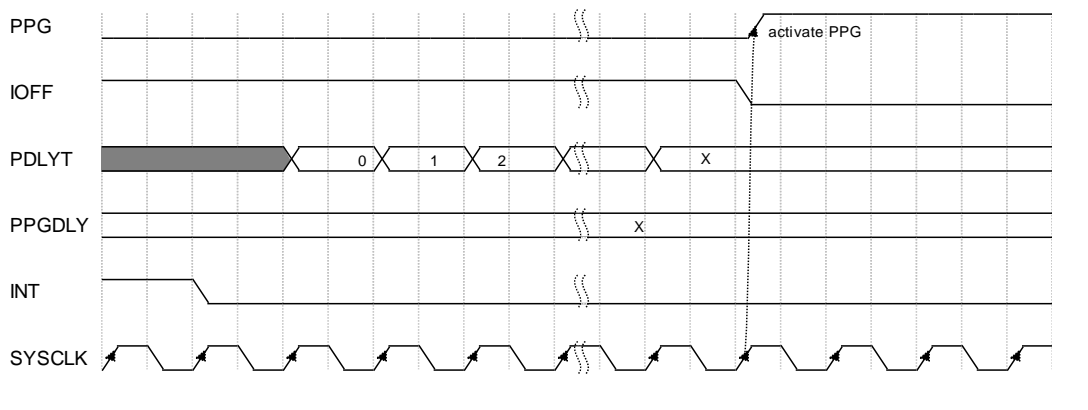 PPG
activate PPG
IOFF
PDLYT
0
1
2
X
PPGDLY
X
INT
SYSCLK